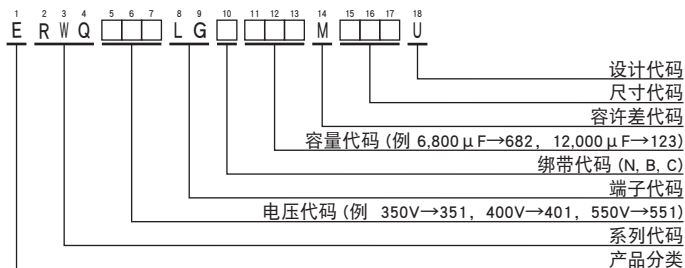 1 2 3 4 5 6 7 8 9 10 11 12 13 14 15 16 17 18
E R W Q □□□ L G □ □□□ M □□□ U
设计代码
尺寸代码
容许差代码
容量代码 (例 6,800μF→682, 12,000μF→123)
绑带代码 (N, B, C)
端子代码
电压代码 (例 350V→351, 400V→401, 550V→551)
系列代码
产品分类